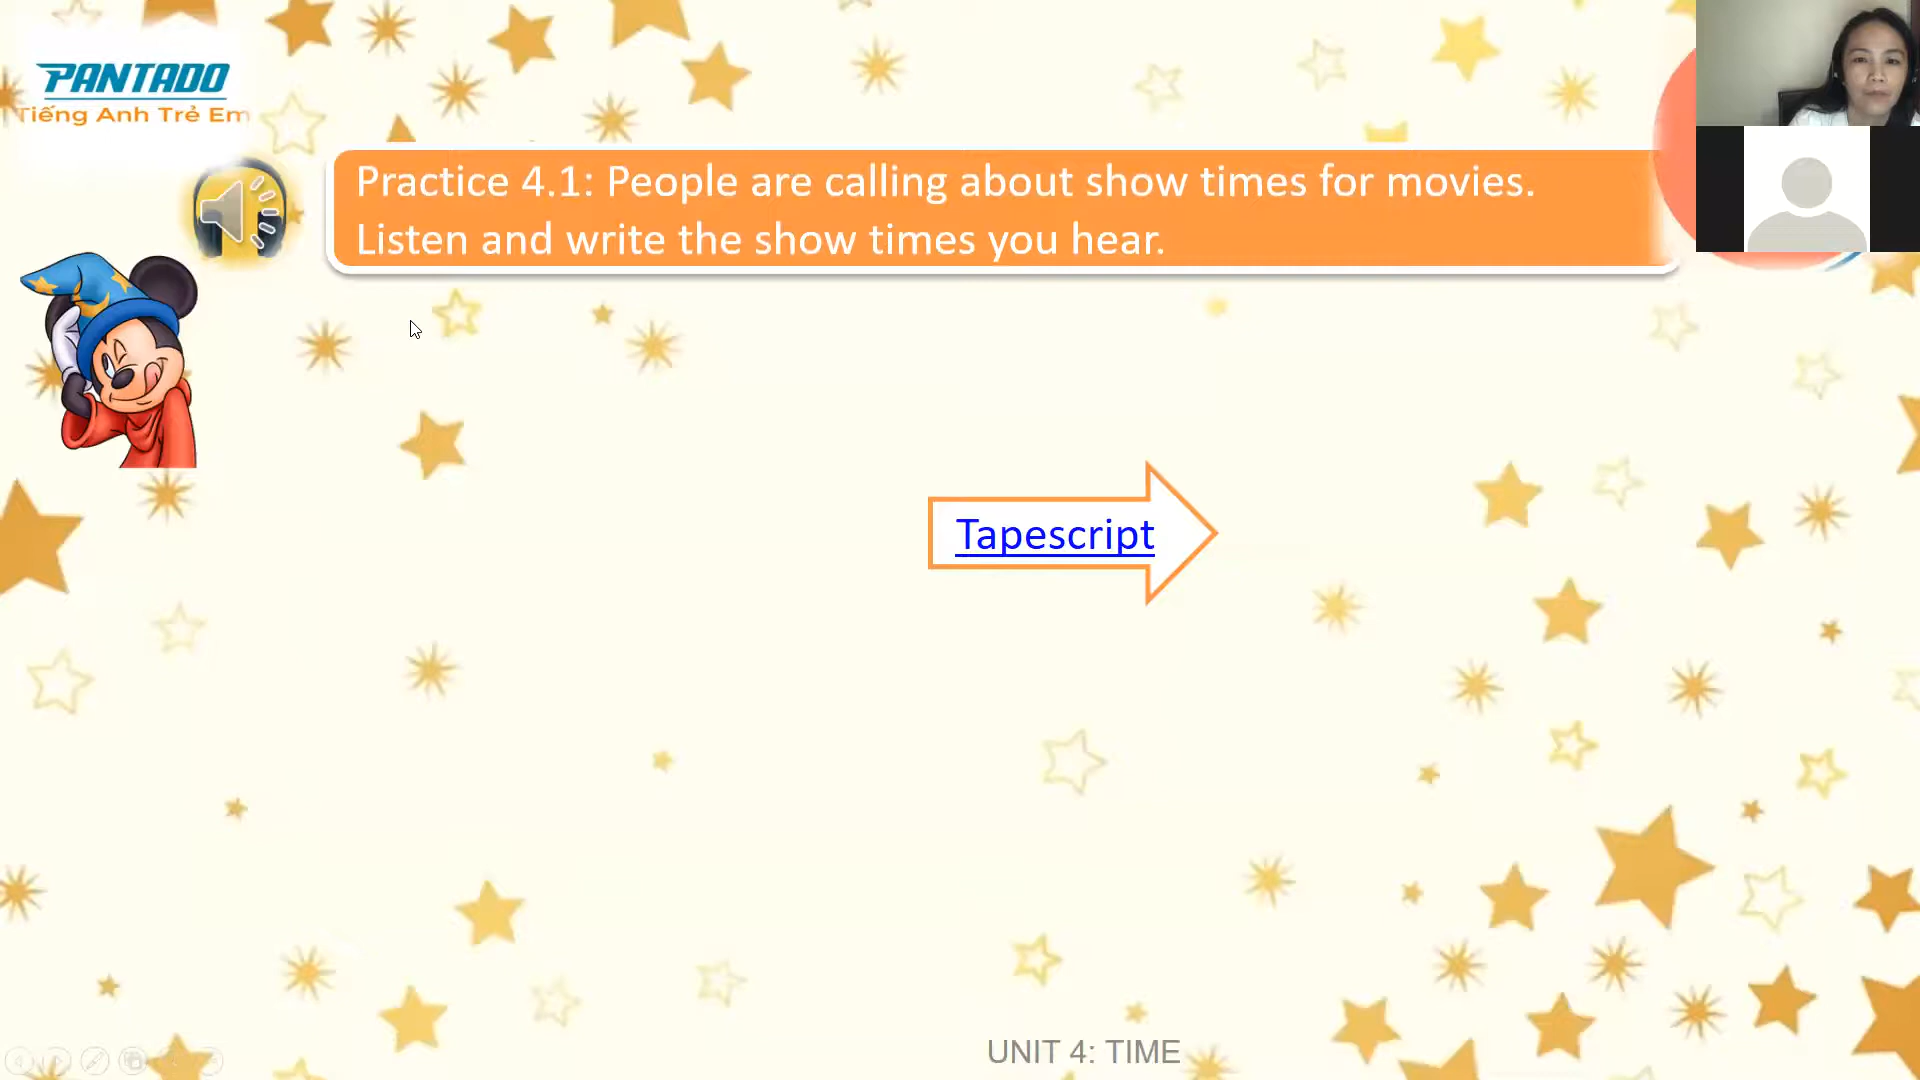 PANTADO
Tiếng Anh Trẻ Em
Practice 4.1: People are calling about show times for movies.
Listen and write the show times you hear.
Tapescript
UNIT 4: TIME